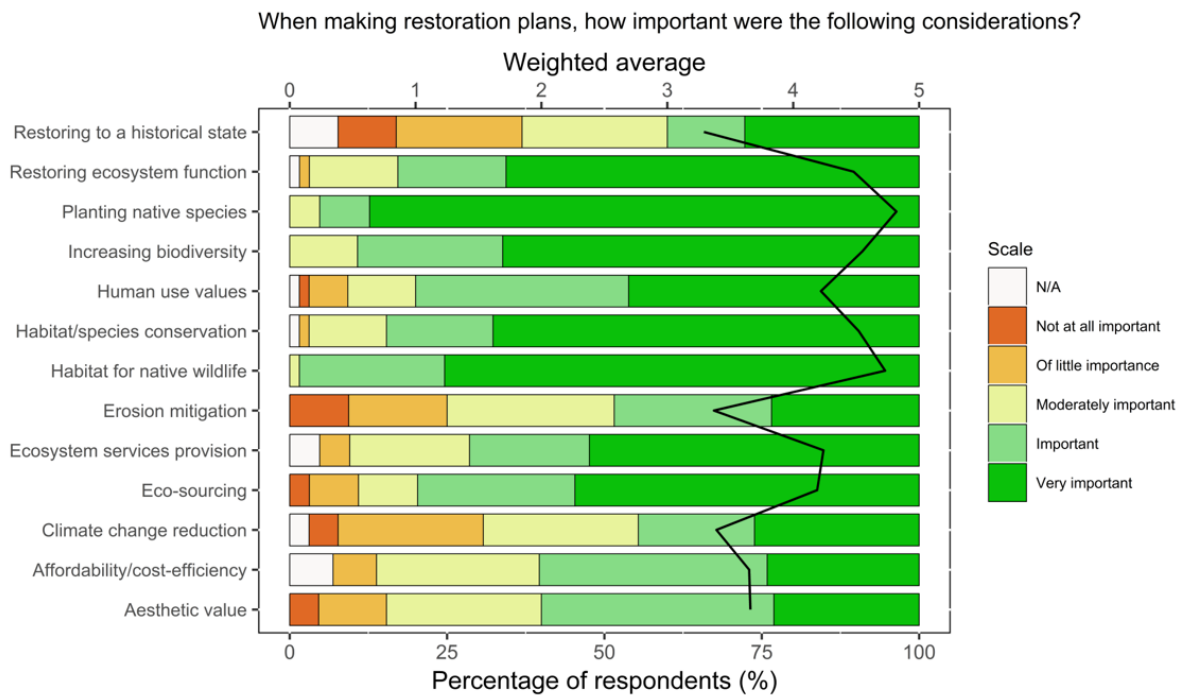 When making restoration plans, how important were the following considerations?
Weighted average
0 1 2 3 4 5
Restoring to a historical state
Restoring ecosystem function
Planting native species
Increasing biodiversity
Human use values
Habitat/species conservation
Habitat for native wildlife
Erosion mitigation
Ecosystem services provision
Eco-sourcing
Climate change reduction
Affordability/cost-efficiency
Aesthetic value
0 25 50 75 100
Percentage of respondents (%)
Scale
N/A
Not at all important
Of little importance
Moderately important
Important
Very important